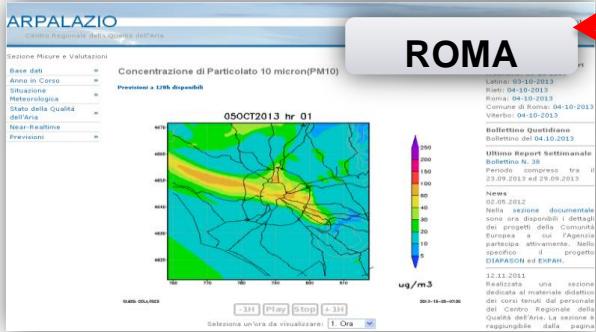 ARPALAZIO
Centro Regionale della Qualità dell'Aria
ROMA
Sezione Misure e Valutazioni
Base dati
Anno in Corso
Situazione
Meteorologica
Stato della Qualità
dell'Aria
Near-Realtime
Previsioni
Concentrazione di Particolato 10 micron(PM10)
Previsioni a 120h disponibili
05OCT2013 hr 01
250
200
150
100
60
40
30
20
10
5
ug/m3
-1H Play Stop +1H
Seleziona un'ora da visualizzare: 1. Ora
Latina: 03-10-2013
Rieti: 04-10-2013
Roma: 04-10-2013
Comune di Roma: 04-10-2013
Viterbo: 04-10-2013
Bollettino Quotidiano
Bollettino del 04.10.2013
Ultimo Report Settimanale
Bollettino N. 38
Periodo compreso tra il
23.09.2013 ed 29.09.2013
News
02.05.2012
Nella sezione documentale
sono ora disponibili i dettagli
dei progetti della Comunità
Europea a cui l'Agenzia
partecipa attivamente. Nello
specifico il progetto
DIAPASON ed EXPAH.
12.11.2011
Realizzata una sezione
dedicata al materiale didattico
dei corsi tenuti dal personale
del Centro Regionale della
Qualità dell'Aria. La sezione è
raggiungibile dalla pagina